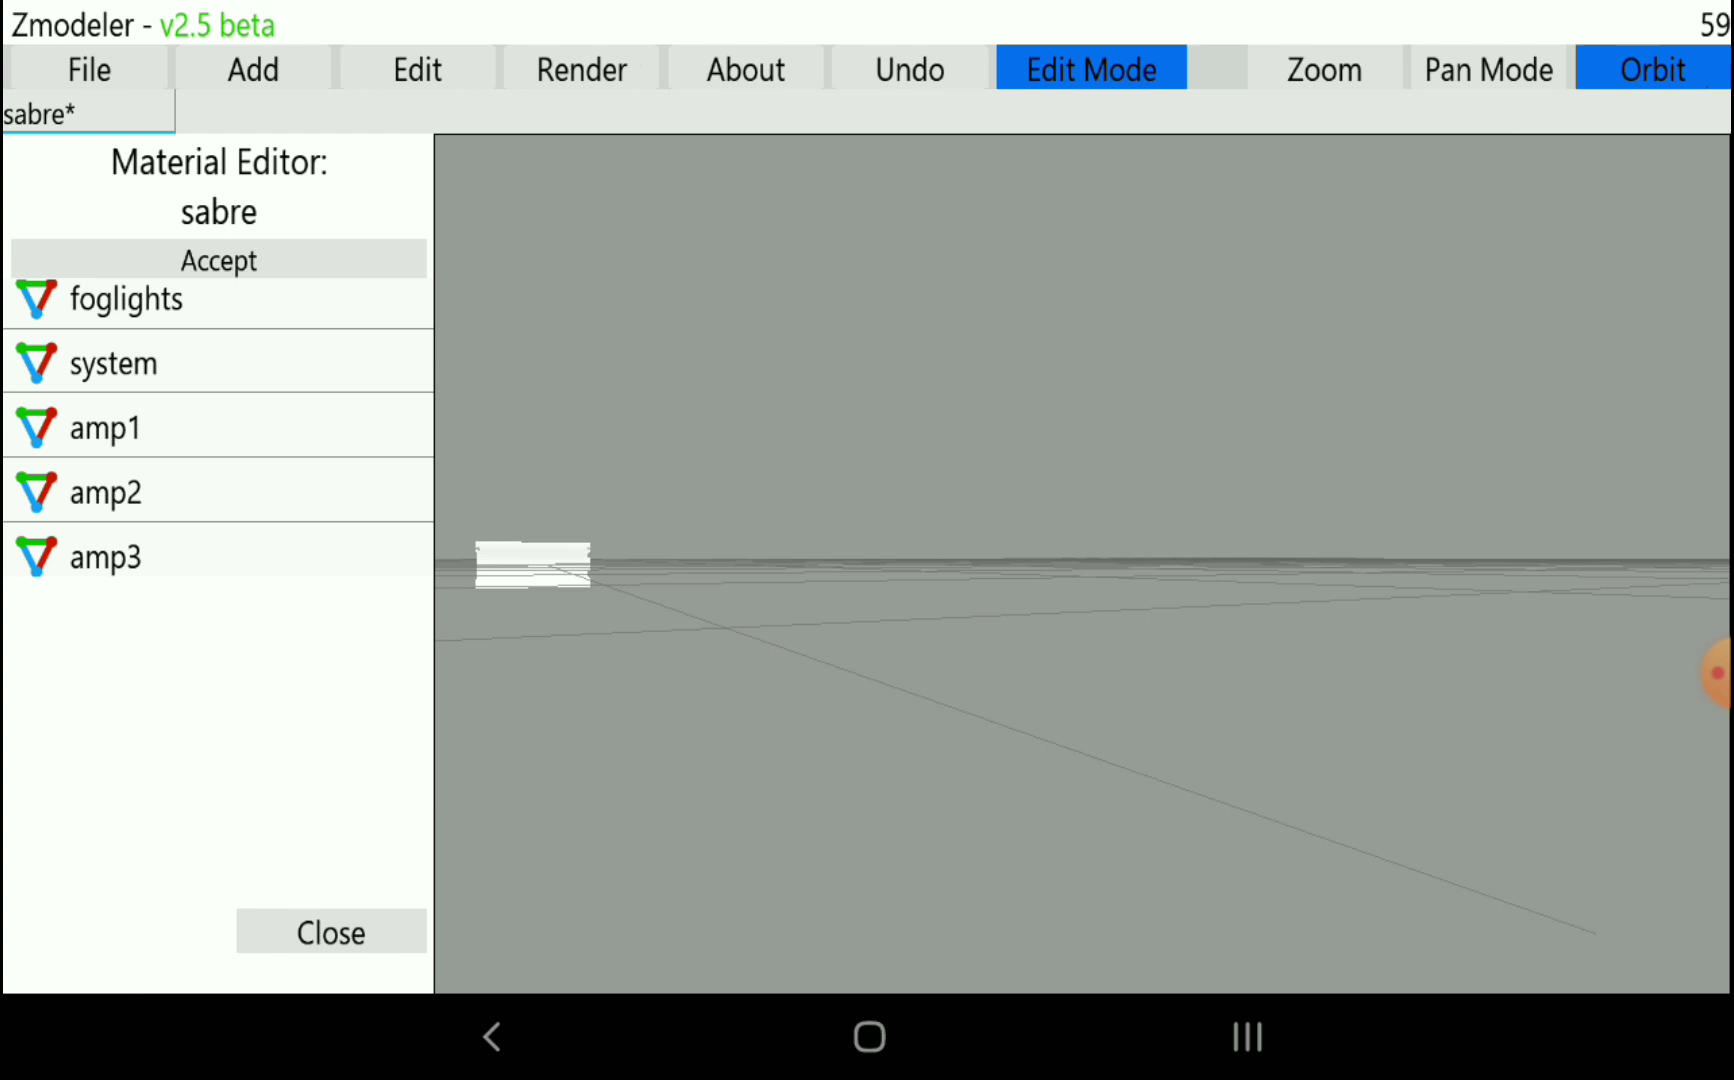 Zmodeler - v2.5 beta
59
File Add Edit Render About Undo Edit Mode Zoom Pan Mode Orbit
sabre*
Material Editor:
sabre
Accept
foglights
system
amp1
amp2
amp3
Close